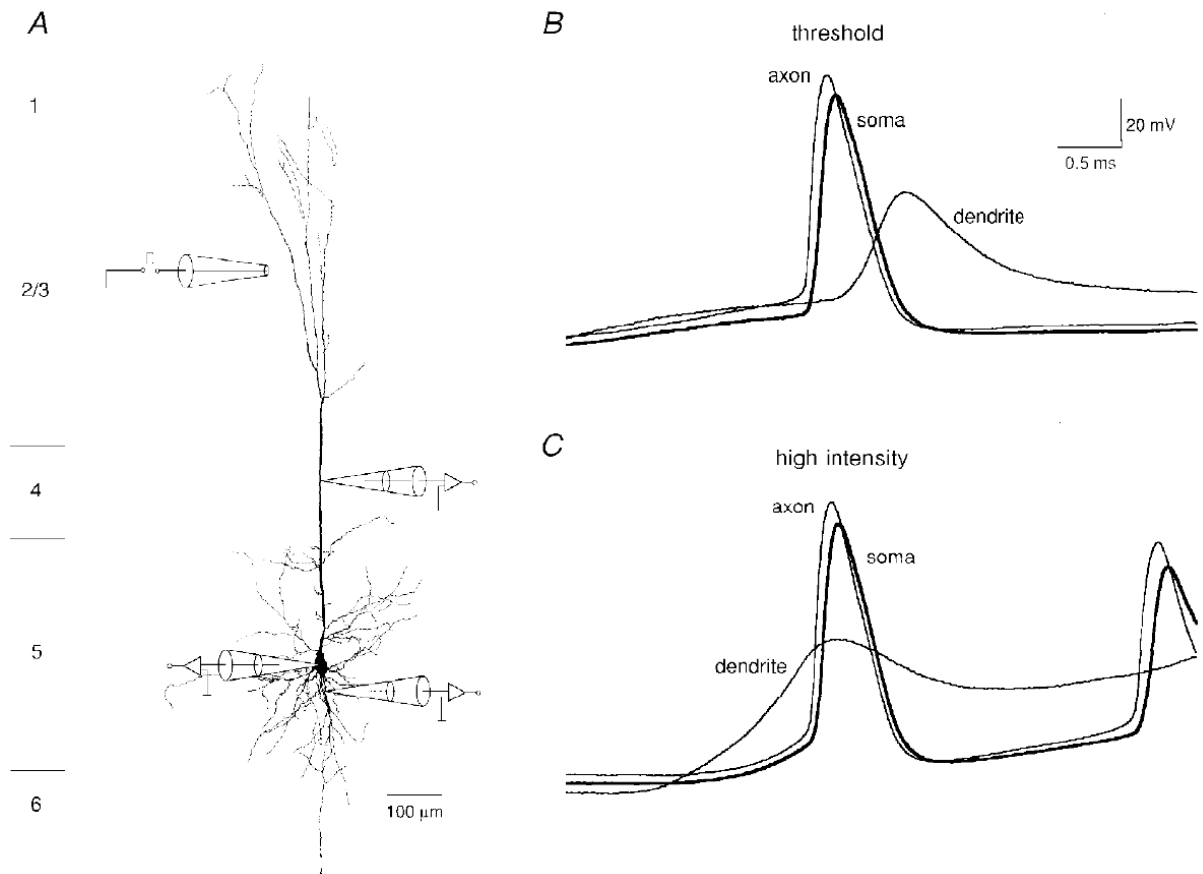 A
1
2/3
4
5
6
100 µm
B
threshold
axon
soma
dendrite
20 mV
0.5 ms
C
high intensity
axon
soma
dendrite